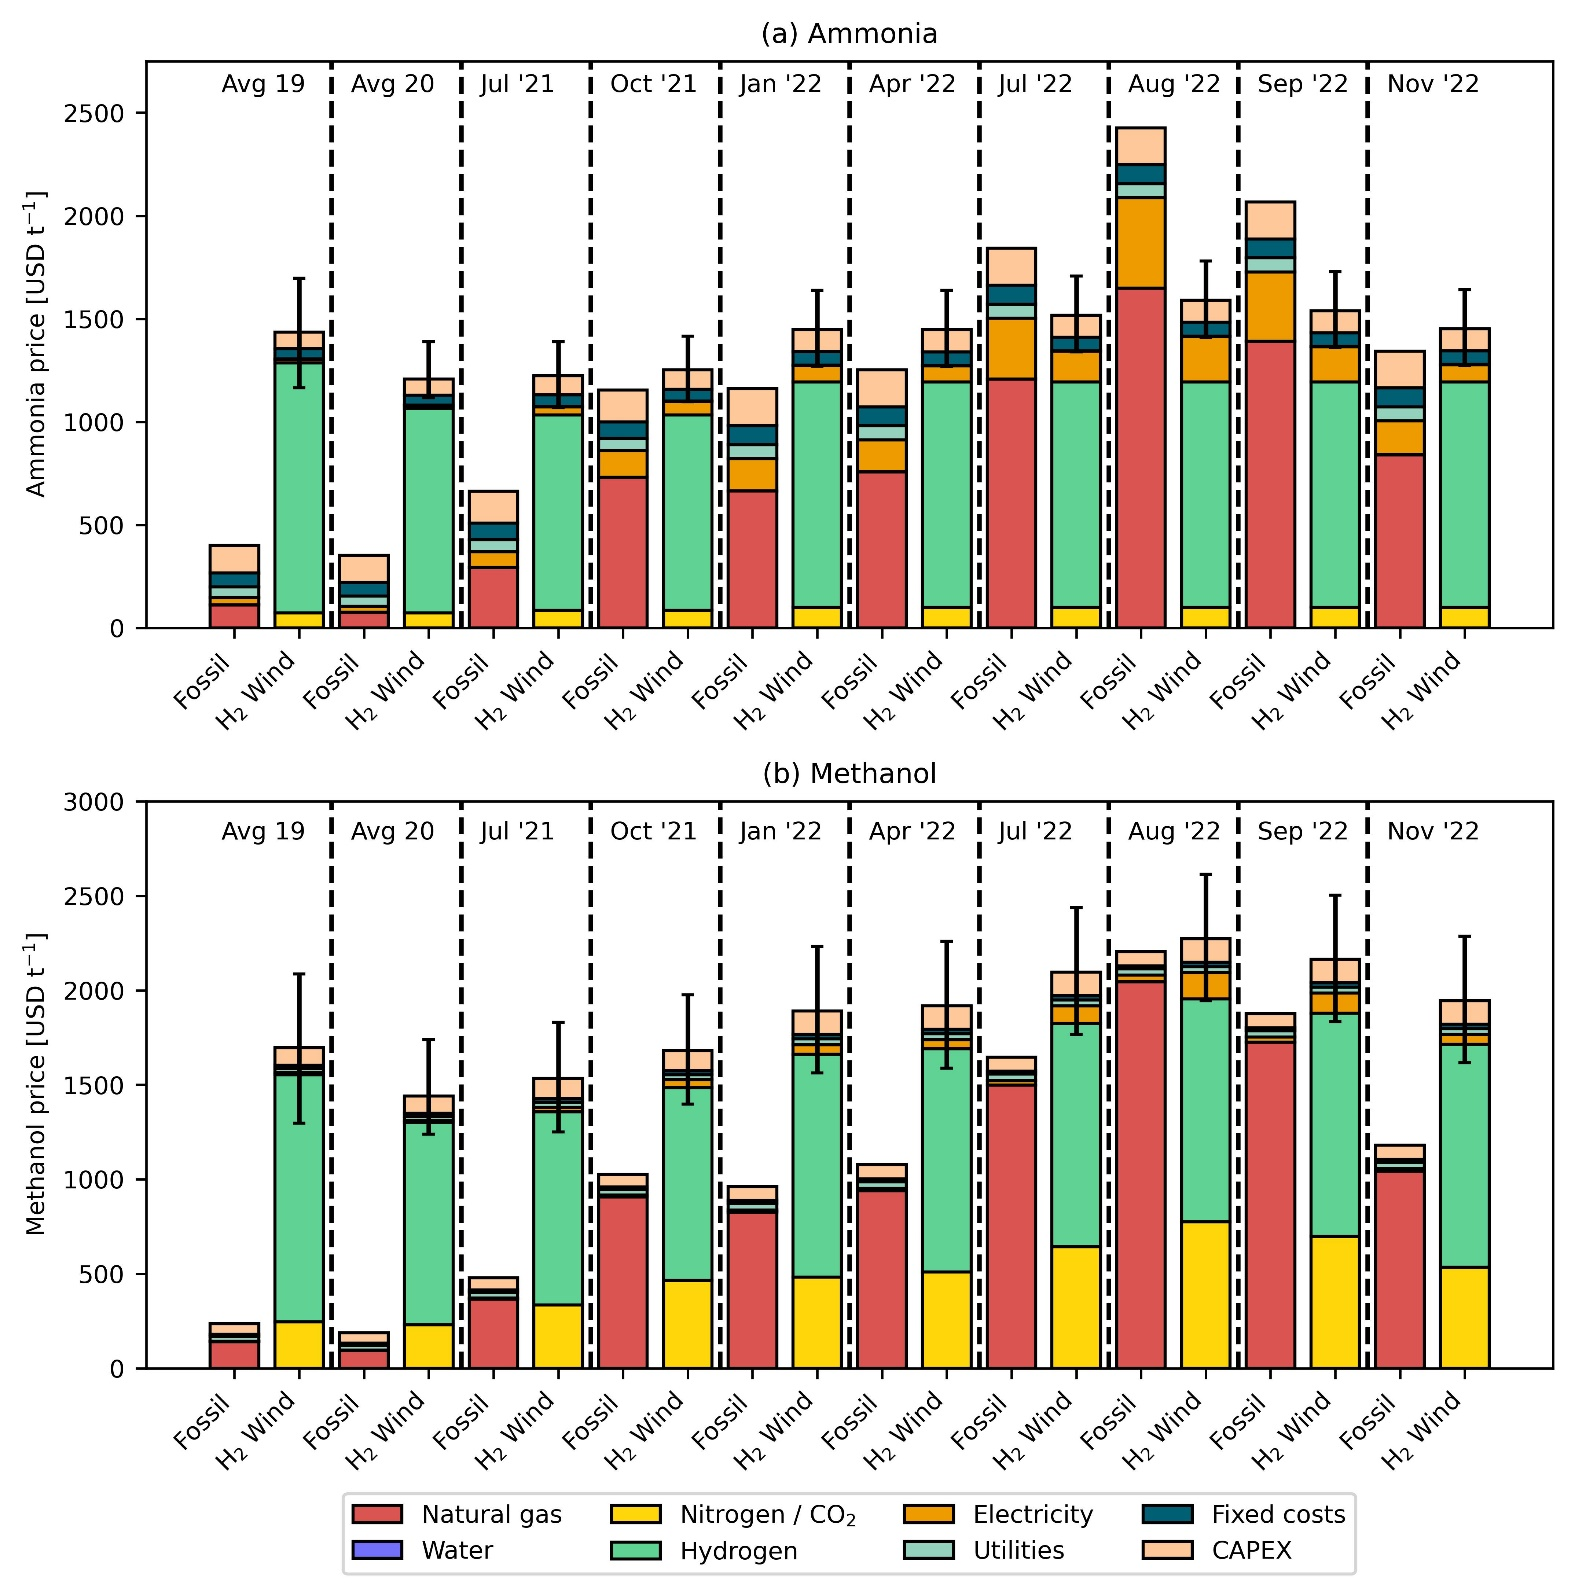 (a) Ammonia
Avg 19 Avg 20 Jul '21 Oct '21 Jan '22 Apr '22 Jul '22 Aug '22 Sep '22 Nov '22
Ammonia price [USD t⁻¹]
2500
2000
1500
1000
500
0
Fossil H₂ Wind Fossil H₂ Wind Fossil H₂ Wind Fossil H₂ Wind Fossil H₂ Wind Fossil H₂ Wind Fossil H₂ Wind Fossil H₂ Wind Fossil H₂ Wind Fossil H₂ Wind
(b) Methanol
Avg 19 Avg 20 Jul '21 Oct '21 Jan '22 Apr '22 Jul '22 Aug '22 Sep '22 Nov '22
Methanol price [USD t⁻¹]
3000
2500
2000
1500
1000
500
0
Fossil H₂ Wind Fossil H₂ Wind Fossil H₂ Wind Fossil H₂ Wind Fossil H₂ Wind Fossil H₂ Wind Fossil H₂ Wind Fossil H₂ Wind Fossil H₂ Wind Fossil H₂ Wind
Natural gas Nitrogen / CO₂ Electricity Fixed costs
Water Hydrogen Utilities CAPEX